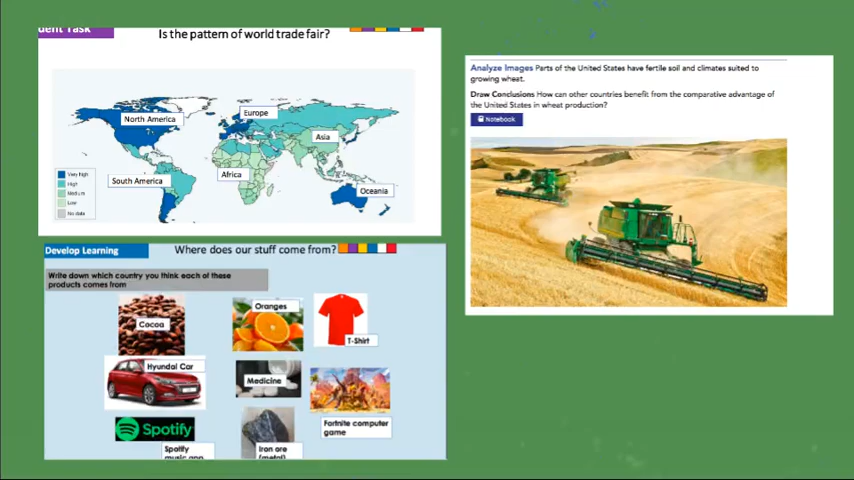 dent Task
Is the pattern of world trade fair?
North America
Europe
Asia
South America
Africa
Oceania
Very high
High
Medium
Low
No data
Analyze Images Parts of the United States have fertile soil and climates suited to
growing wheat.
Draw Conclusions How can other countries benefit from the comparative advantage of
the United States in wheat production?
Notebook
Develop Learning
Where does our stuff come from?
Write down which country you think each of these
products comes from
Cocoa
Oranges
T-Shirt
Hyundai Car
Medicine
Fortnite computer
game
Spotify
Spotify
music app
Iron ore
(metal)